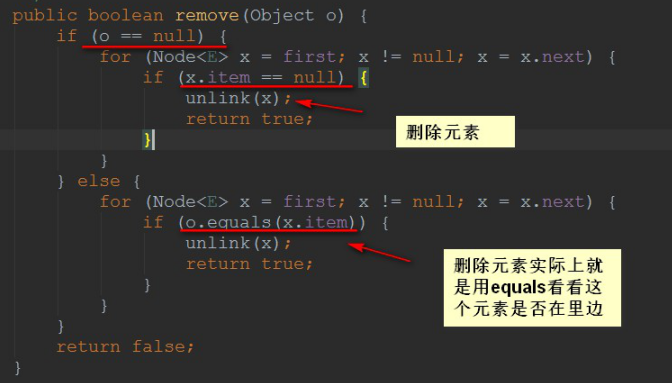 public boolean remove(Object o) {
if (o == null) {
for (Node<E> x = first; x != null; x = x.next) {
if (x.item == null) {
unlink(x);
return true;
}
}
} else {
for (Node<E> x = first; x != null; x = x.next) {
if (o.equals(x.item)) {
unlink(x);
return true;
}
}
}
return false;
}
删除元素
删除元素实际上就
是用equals看看这
个元素是否在里边